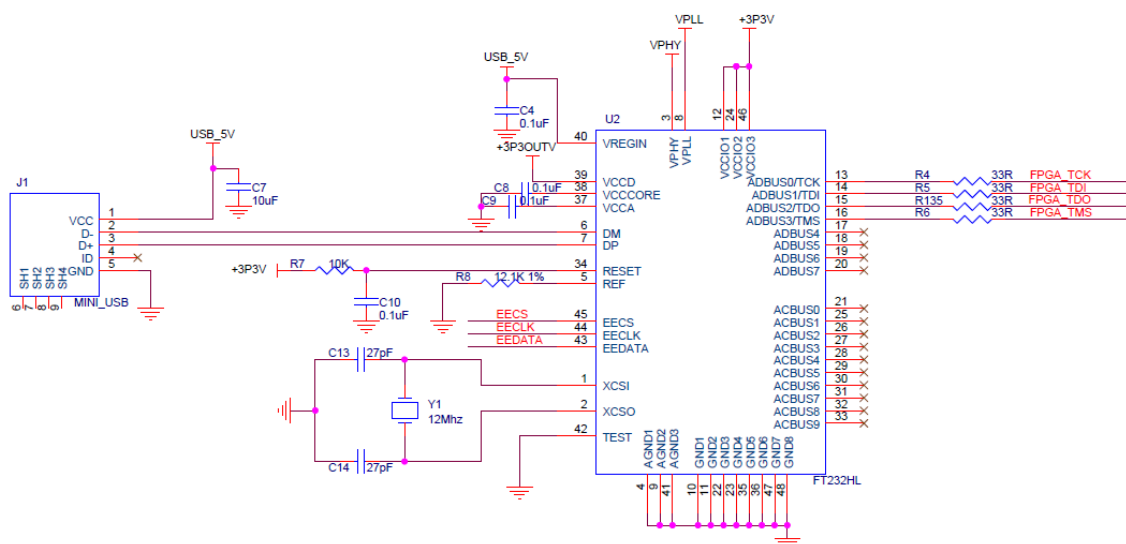 VPLL
+3P3V
VPHY
USB_5V
C4
0.1uF
U2
3
8
12
24
46
40
VREGIN
VPHY
VPLL
VCCIO1
VCCIO2
VCCIO3
USB_5V
+3P3OUTV
J1
C7
10uF
39
VCCD
C8
0.1uF
38
VCCCORE
C9
0.1uF
37
VCCA
13
ADBUS0/TCK
R4
33R
FPGA_TCK
14
ADBUS1/TDI
R5
33R
FPGA_TDI
15
ADBUS2/TDO
R135
33R
FPGA_TDO
16
ADBUS3/TMS
R6
33R
FPGA_TMS
17
ADBUS4
18
ADBUS5
19
ADBUS6
20
ADBUS7
VCC
1
D-
2
D+
3
ID
4
GND
5
SH1
SH2
SH3
SH4
6
7
8
9
MINI_USB
6
DM
7
DP
+3P3V
R7
10K
34
RESET
R8
12.1K 1%
5
REF
C10
0.1uF
EECS
45
EECS
EECLK
44
EECLK
EEDATA
43
EEDATA
21
ACBUS0
25
ACBUS1
26
ACBUS2
27
ACBUS3
28
ACBUS4
29
ACBUS5
30
ACBUS6
31
ACBUS7
32
ACBUS8
33
ACBUS9
C13
27pF
1
XCSI
Y1
12Mhz
2
XCSO
42
TEST
C14
27pF
AGND1
AGND2
AGND3
GND1
GND2
GND3
GND4
GND5
GND6
GND7
GND8
FT232HL
4
9
41
10
11
22
23
35
36
47
48